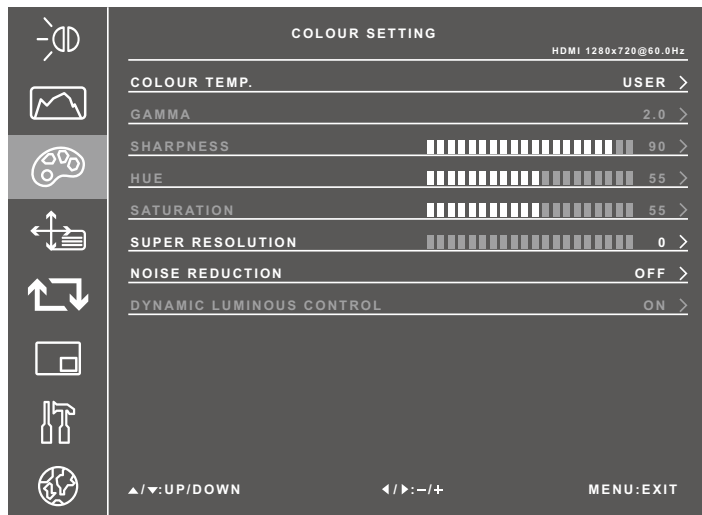 COLOUR SETTING
HDMI 1280x720@60.0Hz
COLOUR TEMP. USER
GAMMA 2.0
SHARPNESS 90
HUE 55
SATURATION 55
SUPER RESOLUTION 0
NOISE REDUCTION OFF
DYNAMIC LUMINOUS CONTROL ON
▲/▼:UP/DOWN ◀/▶:−/+ MENU:EXIT